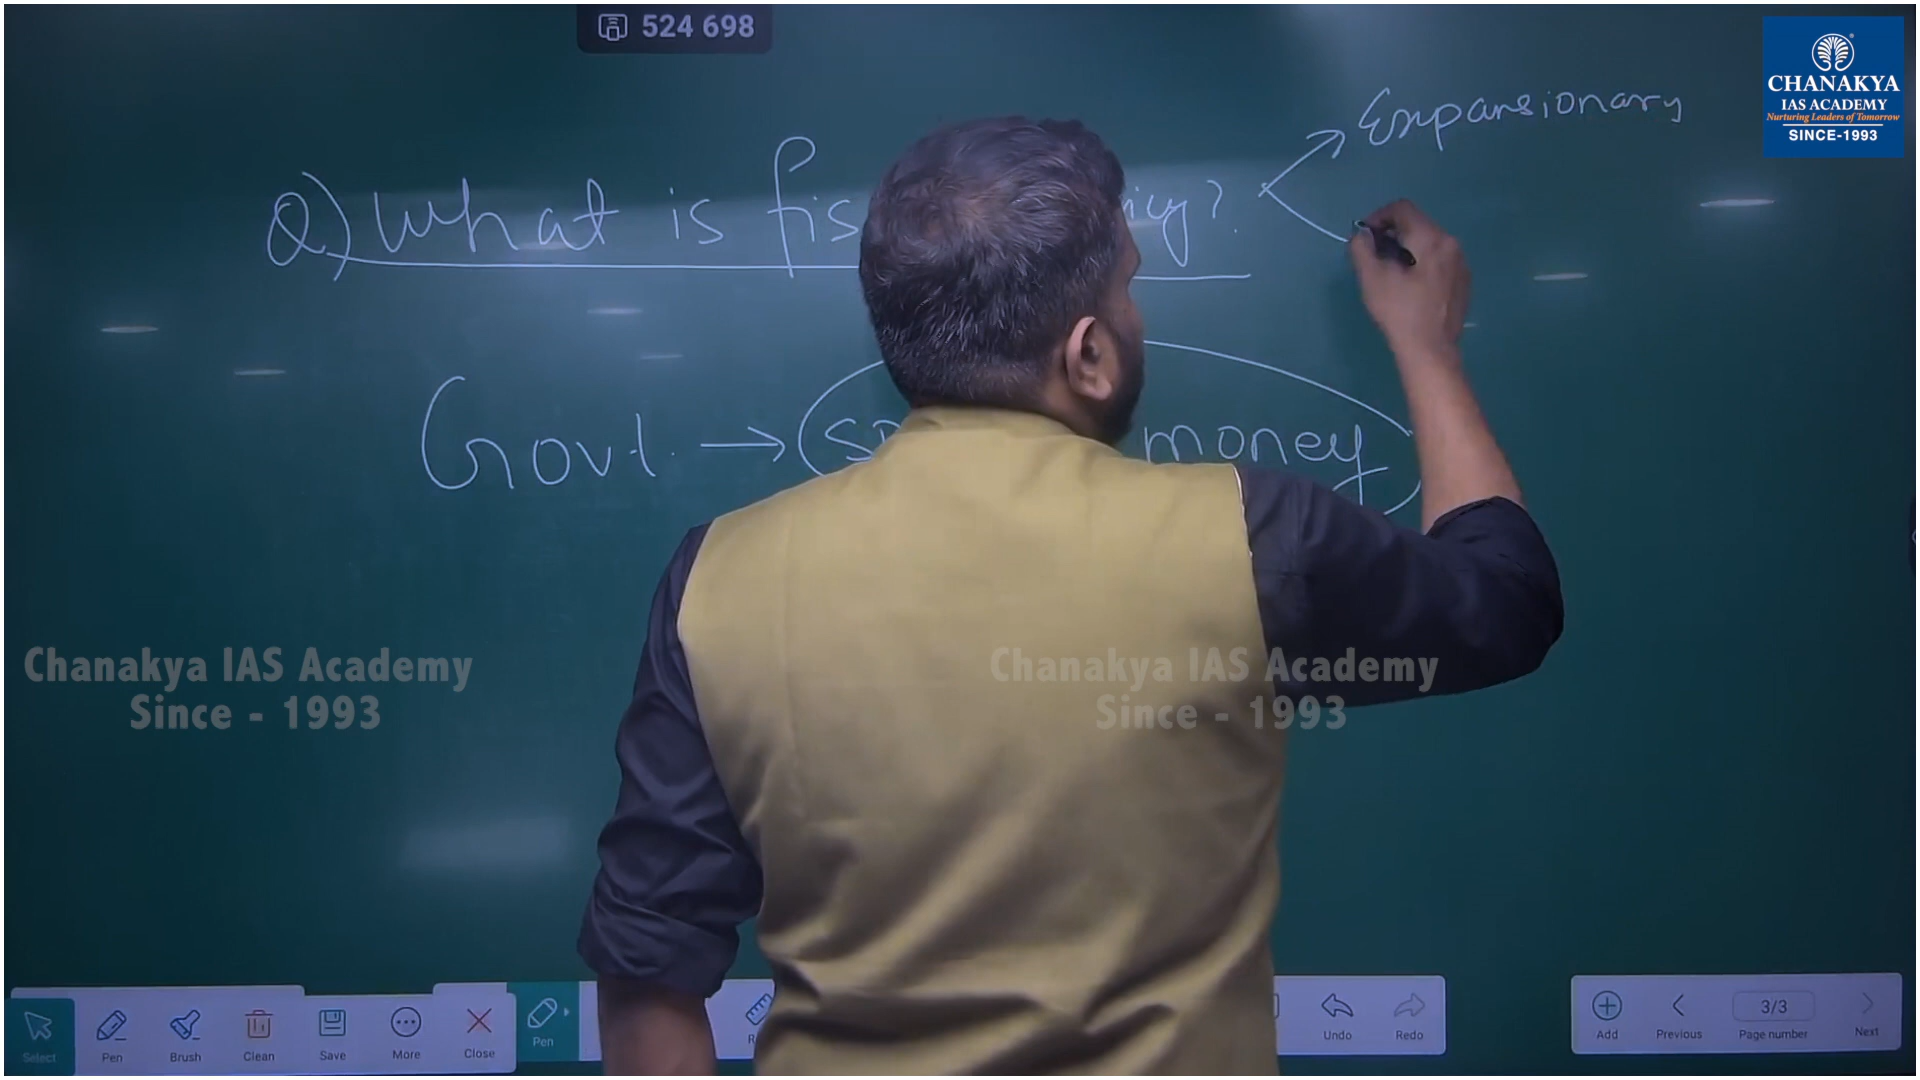 524 698
CHANAKYA
IAS ACADEMY
Nurturing Leaders of Tomorrow
SINCE-1993
Expansionary
Q) What is fis icy?
Govt. → money
Chanakya IAS Academy
Since - 1993
Chanakya IAS Academy
Since - 1993
Select
Pen
Brush
Clean
Save
More
Close
Pen
Undo
Redo
Add
Previous
3/3
Page number
Next